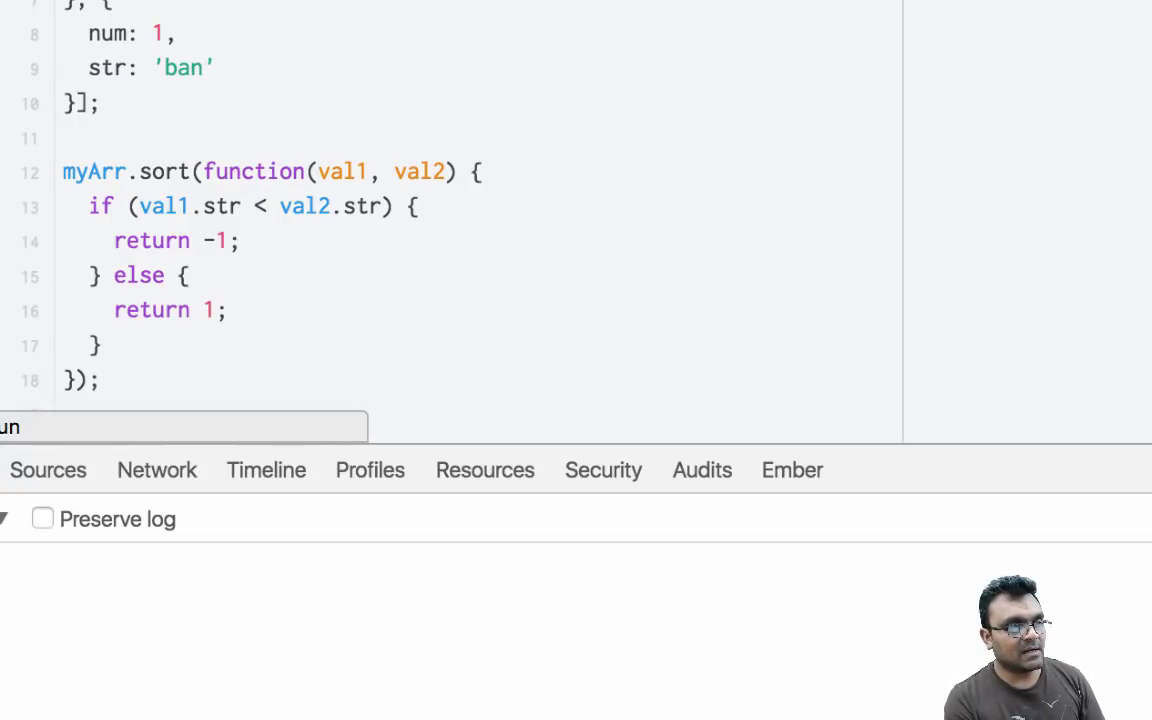 7 }, {
8 num: 1,
9 str: 'ban'
10 }];
11
12 myArr.sort(function(val1, val2) {
13 if (val1.str < val2.str) {
14 return -1;
15 } else {
16 return 1;
17 }
18 });
un
Sources Network Timeline Profiles Resources Security Audits Ember
Preserve log